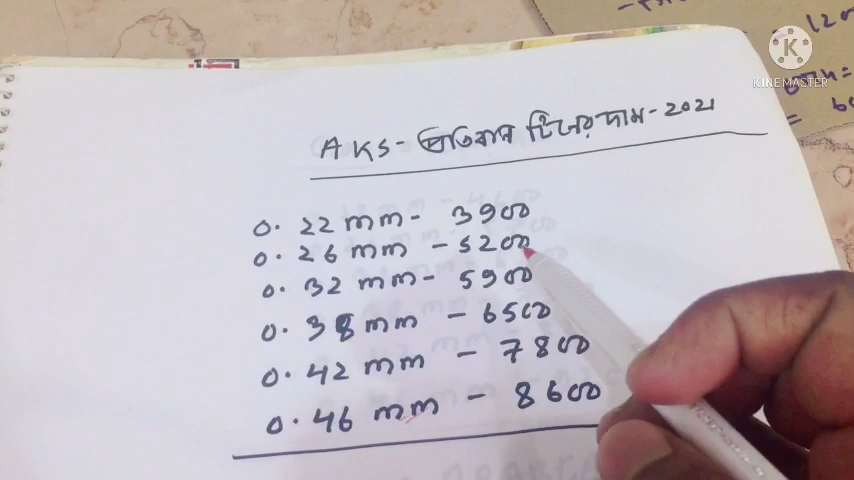 AKS- প্রতিবান টিনের দাম-2021
0.22 mm- 3900
0.26 mm -5200
0.32 mm- 5900
0.38 mm - 6500
0.42 mm - 7800
0.46 mm - 8600
120
K
KINEMASTER